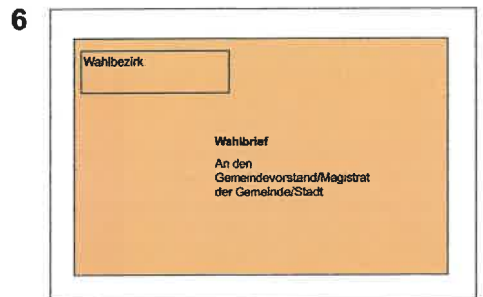 6
Wahlbezirk
Wahlbrief
An den
Gemeindevorstand/Magistrat
der Gemeinde/Stadt